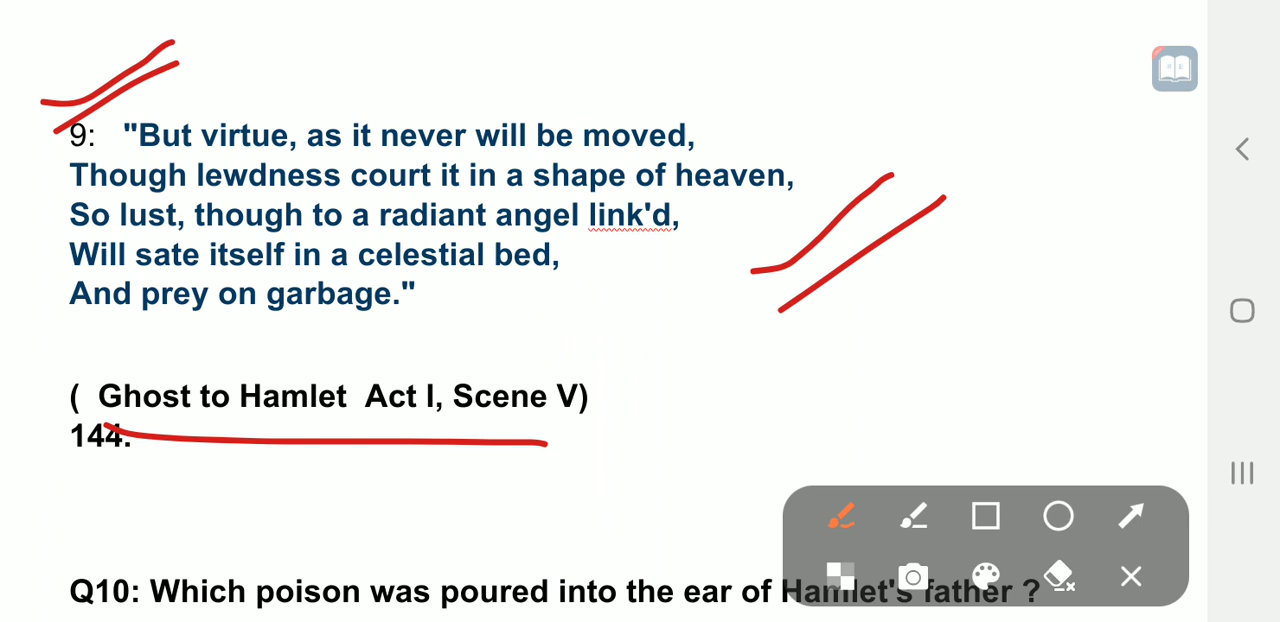 9: "But virtue, as it never will be moved,
Though lewdness court it in a shape of heaven,
So lust, though to a radiant angel link'd,
Will sate itself in a celestial bed,
And prey on garbage."
( Ghost to Hamlet Act I, Scene V)
144.
Q10: Which poison was poured into the ear of Hamlet's father ?